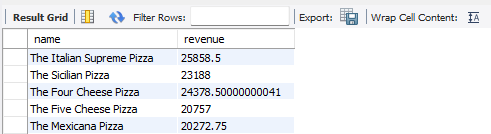 Result Grid Filter Rows: Export: Wrap Cell Content:
name revenue
The Italian Supreme Pizza 25858.5
The Sicilian Pizza 23188
The Four Cheese Pizza 24378.50000000041
The Five Cheese Pizza 20757
The Mexicana Pizza 20272.75